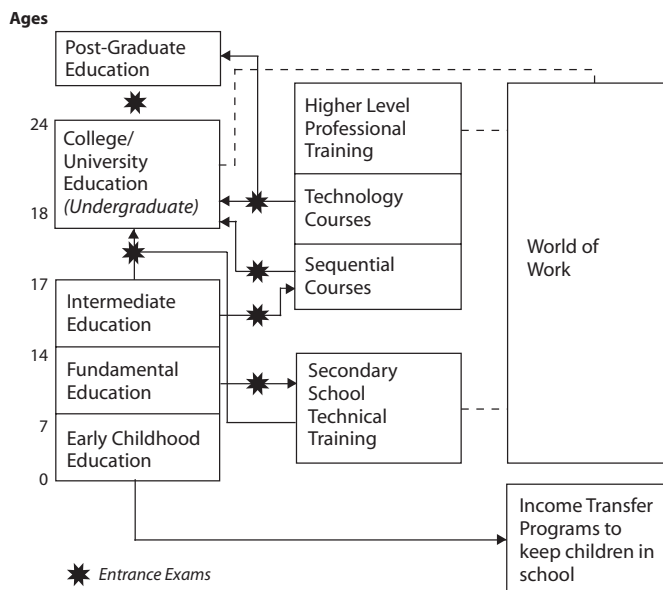 Ages
Post-Graduate
Education
24
College/
University
Education
(Undergraduate)
18
17
Intermediate
Education
14
Fundamental
Education
7
Early Childhood
Education
0
Higher Level
Professional
Training
Technology
Courses
Sequential
Courses
Secondary
School
Technical
Training
World of
Work
Income Transfer
Programs to
keep children in
school
Entrance Exams